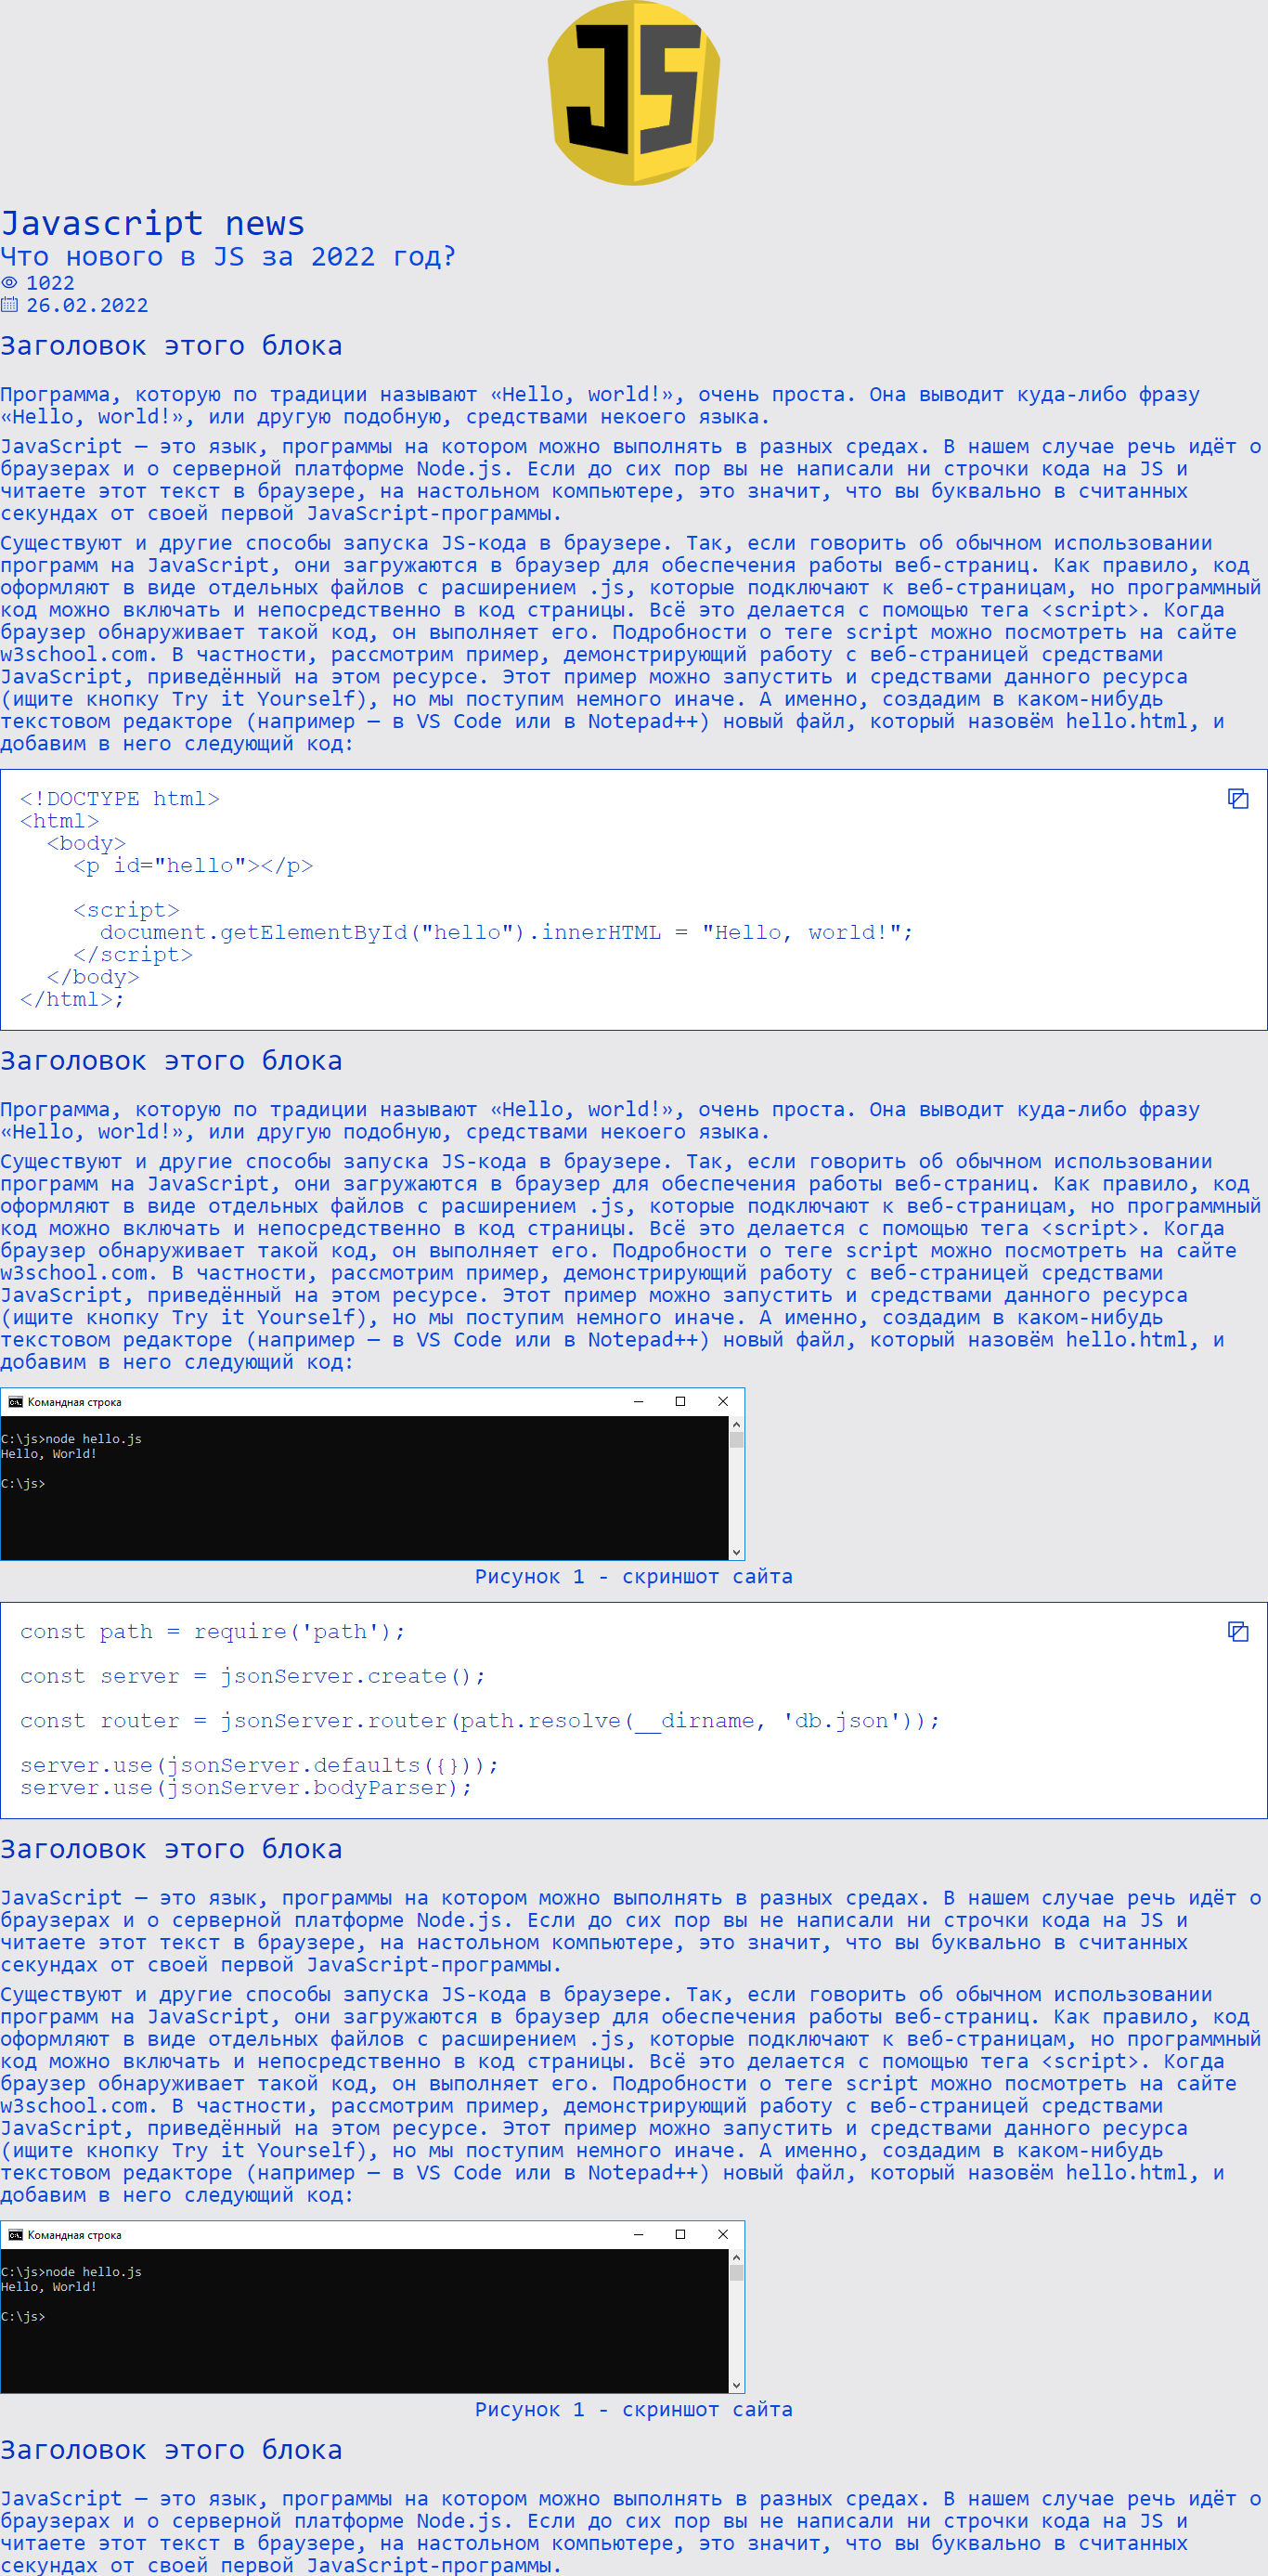 JS
Javascript news
Что нового в JS за 2022 год?
1022
26.02.2022
Заголовок этого блока
Программа, которую по традиции называют «Hello, world!», очень проста. Она выводит куда-либо фразу
«Hello, world!», или другую подобную, средствами некоего языка.
JavaScript — это язык, программы на котором можно выполнять в разных средах. В нашем случае речь идёт о
браузерах и о серверной платформе Node.js. Если до сих пор вы не написали ни строчки кода на JS и
читаете этот текст в браузере, на настольном компьютере, это значит, что вы буквально в считанных
секундах от своей первой JavaScript-программы.
Существуют и другие способы запуска JS-кода в браузере. Так, если говорить об обычном использовании
программ на JavaScript, они загружаются в браузер для обеспечения работы веб-страниц. Как правило, код
оформляют в виде отдельных файлов с расширением .js, которые подключают к веб-страницам, но программный
код можно включать и непосредственно в код страницы. Всё это делается с помощью тега <script>. Когда
браузер обнаруживает такой код, он выполняет его. Подробности о теге script можно посмотреть на сайте
w3school.com. В частности, рассмотрим пример, демонстрирующий работу с веб-страницей средствами
JavaScript, приведённый на этом ресурсе. Этот пример можно запустить и средствами данного ресурса
(ищите кнопку Try it Yourself), но мы поступим немного иначе. А именно, создадим в каком-нибудь
текстовом редакторе (например — в VS Code или в Notepad++) новый файл, который назовём hello.html, и
добавим в него следующий код:
<!DOCTYPE html>
<html>
  <body>
    <p id="hello"></p>

    <script>
      document.getElementById("hello").innerHTML = "Hello, world!";
    </script>
  </body>
</html>;
Заголовок этого блока
Программа, которую по традиции называют «Hello, world!», очень проста. Она выводит куда-либо фразу
«Hello, world!», или другую подобную, средствами некоего языка.
Существуют и другие способы запуска JS-кода в браузере. Так, если говорить об обычном использовании
программ на JavaScript, они загружаются в браузер для обеспечения работы веб-страниц. Как правило, код
оформляют в виде отдельных файлов с расширением .js, которые подключают к веб-страницам, но программный
код можно включать и непосредственно в код страницы. Всё это делается с помощью тега <script>. Когда
браузер обнаруживает такой код, он выполняет его. Подробности о теге script можно посмотреть на сайте
w3school.com. В частности, рассмотрим пример, демонстрирующий работу с веб-страницей средствами
JavaScript, приведённый на этом ресурсе. Этот пример можно запустить и средствами данного ресурса
(ищите кнопку Try it Yourself), но мы поступим немного иначе. А именно, создадим в каком-нибудь
текстовом редакторе (например — в VS Code или в Notepad++) новый файл, который назовём hello.html, и
добавим в него следующий код:
Командная строка
C:\js>node hello.js
Hello, World!
C:\js>
Рисунок 1 - скриншот сайта
const path = require('path');

const server = jsonServer.create();

const router = jsonServer.router(path.resolve(__dirname, 'db.json'));

server.use(jsonServer.defaults({}));
server.use(jsonServer.bodyParser);
Заголовок этого блока
JavaScript — это язык, программы на котором можно выполнять в разных средах. В нашем случае речь идёт о
браузерах и о серверной платформе Node.js. Если до сих пор вы не написали ни строчки кода на JS и
читаете этот текст в браузере, на настольном компьютере, это значит, что вы буквально в считанных
секундах от своей первой JavaScript-программы.
Существуют и другие способы запуска JS-кода в браузере. Так, если говорить об обычном использовании
программ на JavaScript, они загружаются в браузер для обеспечения работы веб-страниц. Как правило, код
оформляют в виде отдельных файлов с расширением .js, которые подключают к веб-страницам, но программный
код можно включать и непосредственно в код страницы. Всё это делается с помощью тега <script>. Когда
браузер обнаруживает такой код, он выполняет его. Подробности о теге script можно посмотреть на сайте
w3school.com. В частности, рассмотрим пример, демонстрирующий работу с веб-страницей средствами
JavaScript, приведённый на этом ресурсе. Этот пример можно запустить и средствами данного ресурса
(ищите кнопку Try it Yourself), но мы поступим немного иначе. А именно, создадим в каком-нибудь
текстовом редакторе (например — в VS Code или в Notepad++) новый файл, который назовём hello.html, и
добавим в него следующий код:
Командная строка
C:\js>node hello.js
Hello, World!
C:\js>
Рисунок 1 - скриншот сайта
Заголовок этого блока
JavaScript — это язык, программы на котором можно выполнять в разных средах. В нашем случае речь идёт о
браузерах и о серверной платформе Node.js. Если до сих пор вы не написали ни строчки кода на JS и
читаете этот текст в браузере, на настольном компьютере, это значит, что вы буквально в считанных
секундах от своей первой JavaScript-программы.